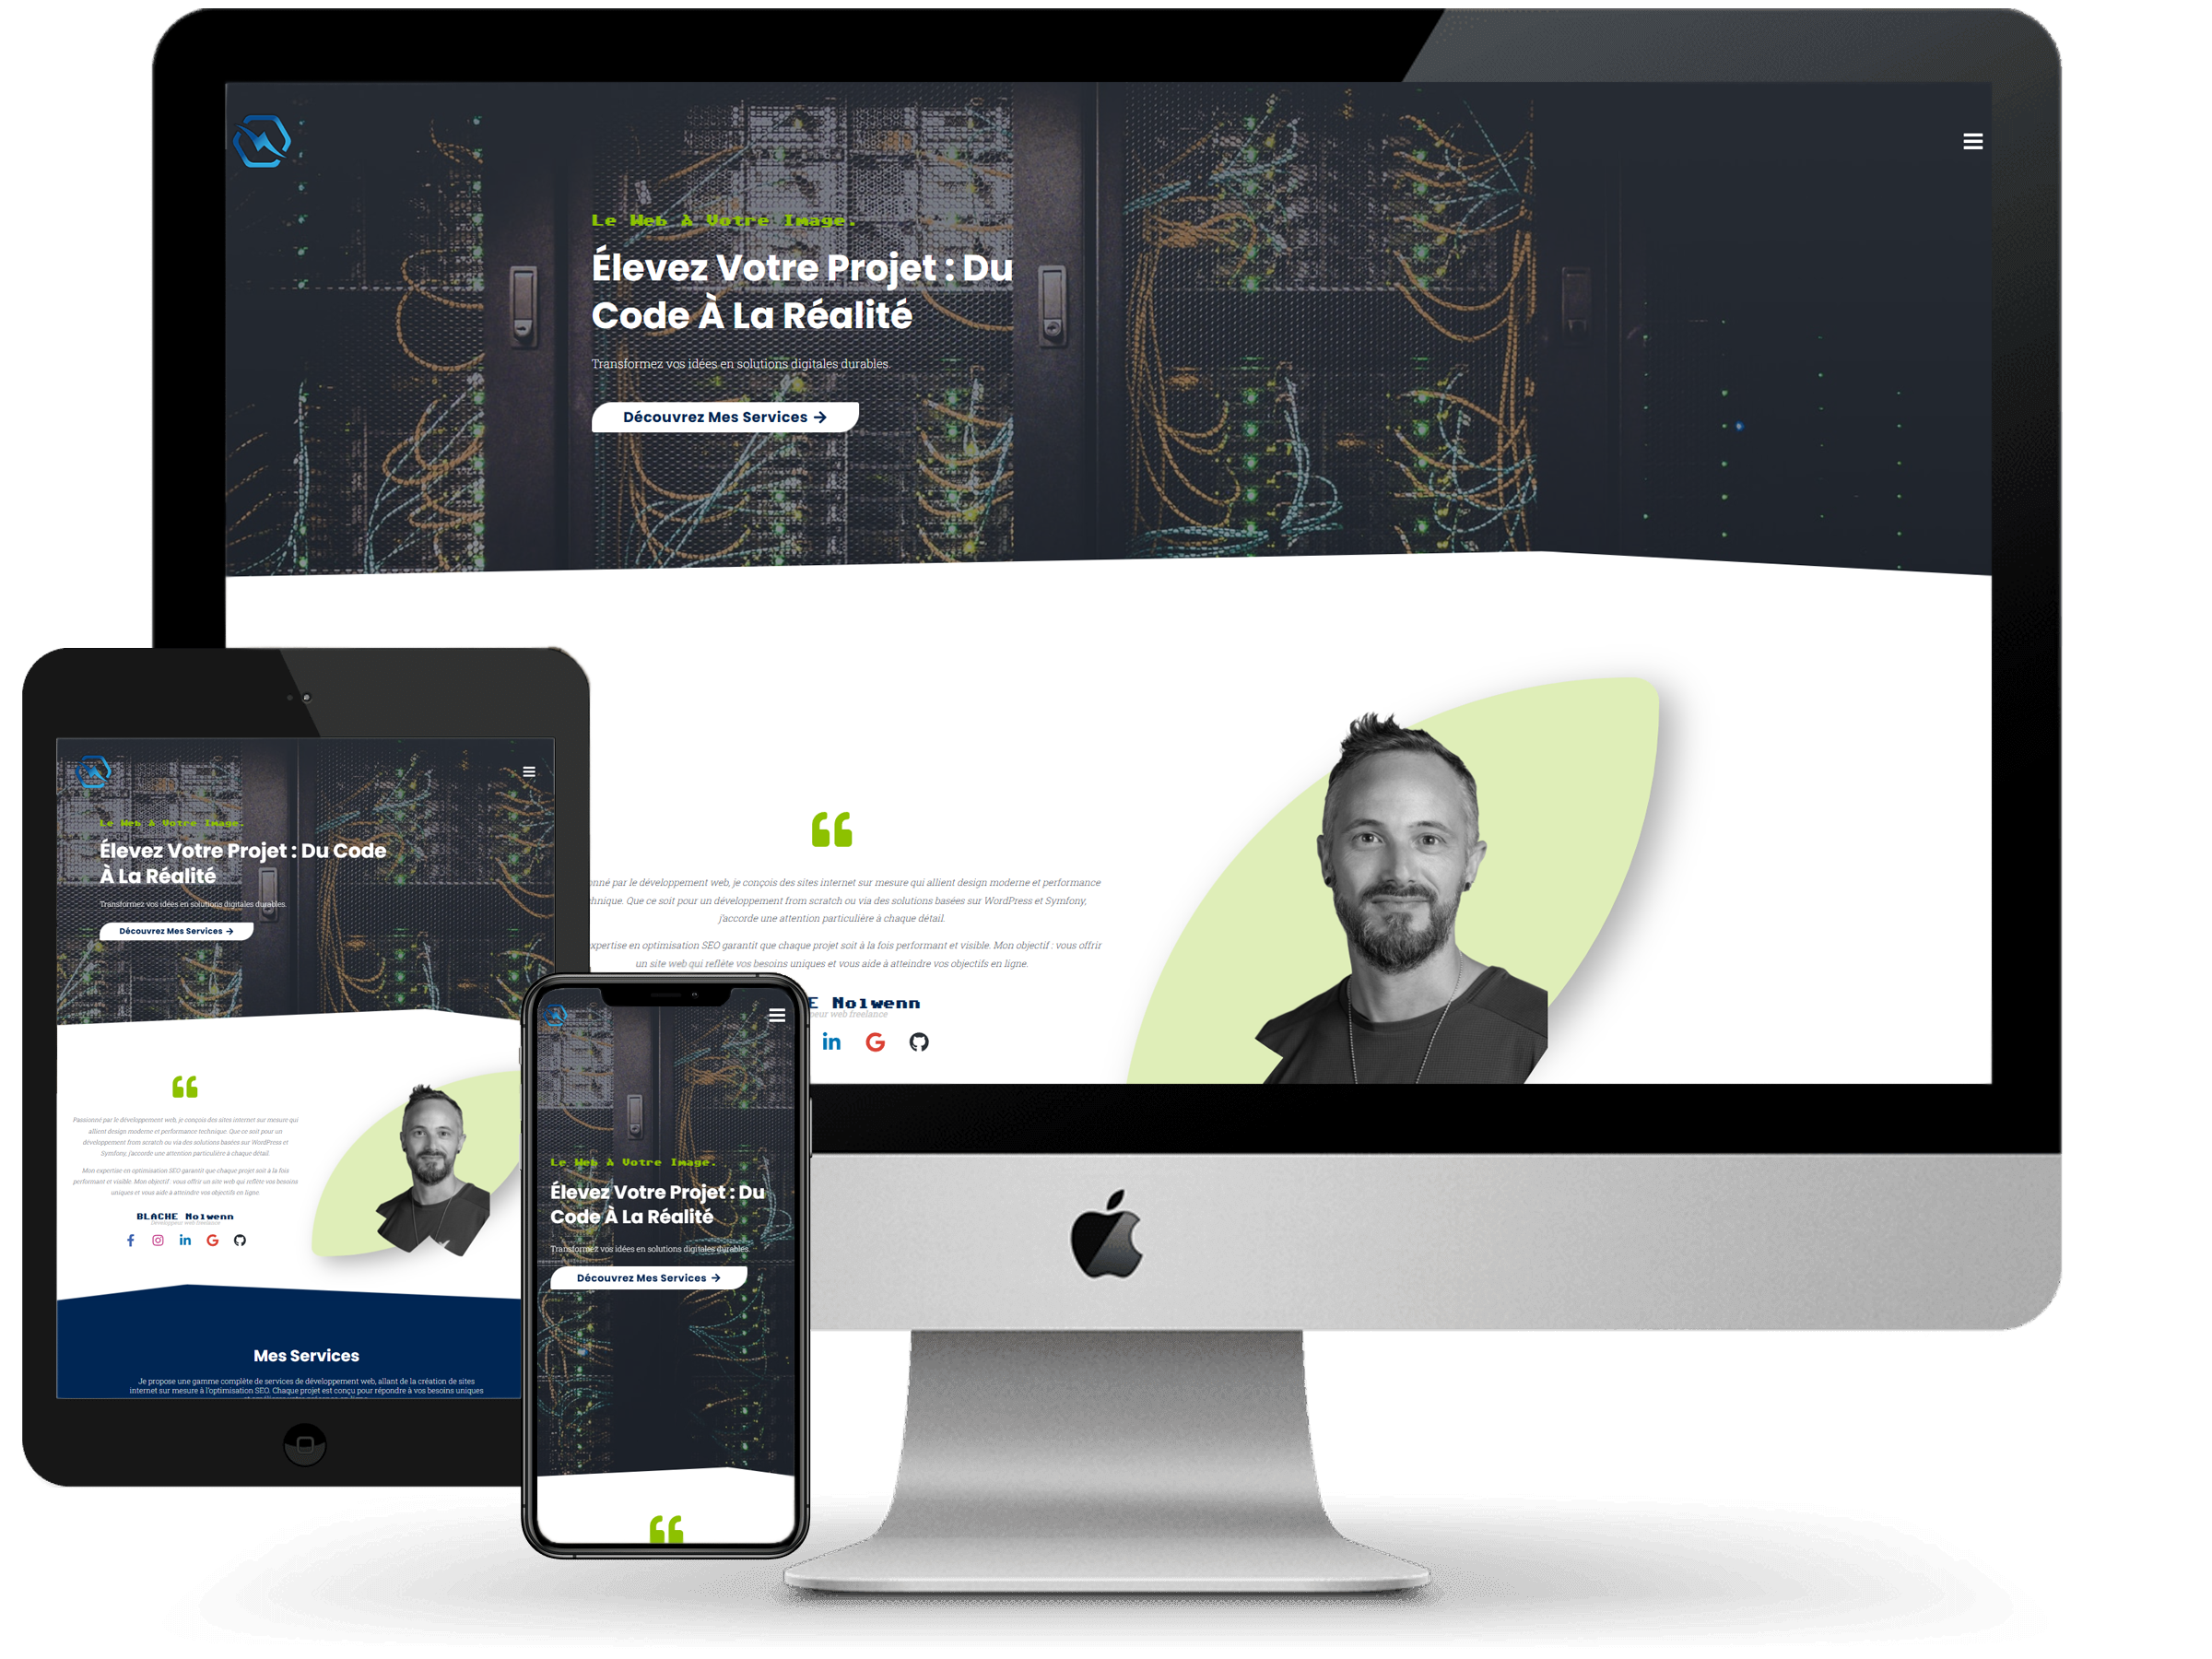 Le Web à Votre Image.
Élevez Votre Projet : Du
Code À La Réalité
Transformez vos idées en solutions digitales durables
Découvrez Mes Services →
onné par le développement web, je conçois des sites internet sur mesure qui allient design moderne et performance
hnique. Que ce soit pour un développement from scratch ou via des solutions basées sur WordPress et Symfony,
j'accorde une attention particulière à chaque détail.
xpertise en optimisation SEO garantit que chaque projet soit à la fois performant et visible. Mon objectif : vous offrir
un site web qui reflète vos besoins uniques et vous aide à atteindre vos objectifs en ligne.
E Nolwenn
eur web freelance
Le Web à Votre Image.
Élevez Votre Projet : Du Code
À La Réalité
Transformez vos idées en solutions digitales durables.
Découvrez Mes Services →
Passionné par le développement web, je conçois des sites internet sur mesure qui
allient design moderne et performance technique. Que ce soit pour un
développement from scratch ou via des solutions basées sur WordPress et
Symfony, j'accorde une attention particulière à chaque détail.
Mon expertise en optimisation SEO garantit que chaque projet soit à la fois
performant et visible. Mon objectif : vous offrir un site web qui reflète vos besoins
uniques et vous aide à atteindre vos objectifs en ligne.
BLACHE Nolwenn
Développeur web freelance
Mes Services
Je propose une gamme complète de services de développement web, allant de la création de sites
internet sur mesure à l'optimisation SEO. Chaque projet est conçu pour répondre à vos besoins uniques
Le Web à Votre Image.
Élevez Votre Projet : Du
Code À La Réalité
Transformez vos idées en solutions digitales durables.
Découvrez Mes Services →